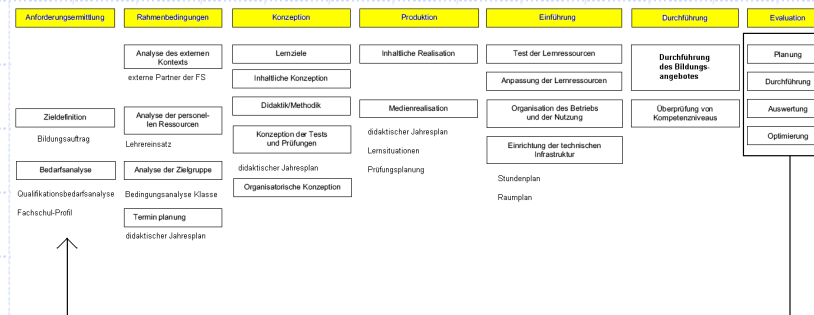 Anforderungsermittlung
Rahmenbedingungen
Konzeption
Produktion
Einführung
Durchführung
Evaluation
Zieldefinition
Bildungsauftrag
Bedarfsanalyse
Qualifikationsbedarfsanalyse
Fachschul-Profil
Analyse des externen
Kontexts
externe Partner der FS
Analyse der personel-
len Ressourcen
Lehrereinsatz
Analyse der Zielgruppe
Bedingungsanalyse Klasse
Termin planung
didaktischer Jahresplan
Lernziele
Inhaltliche Konzeption
Didaktik/Methodik
Konzeption der Tests
und Prüfungen
didaktischer Jahresplan
Organisatorische Konzeption
Inhaltliche Realisation
Medienrealisation
didaktischer Jahresplan
Lernsituationen
Prüfungsplanung
Test der Lernressourcen
Anpassung der Lernressourcen
Organisation des Betriebs
und der Nutzung
Einrichtung der technischen
Infrastruktur
Stundenplan
Raumplan
Durchführung
des Bildungs-
angebotes
Überprüfung von
Kompetenzniveaus
Planung
Durchführung
Auswertung
Optimierung